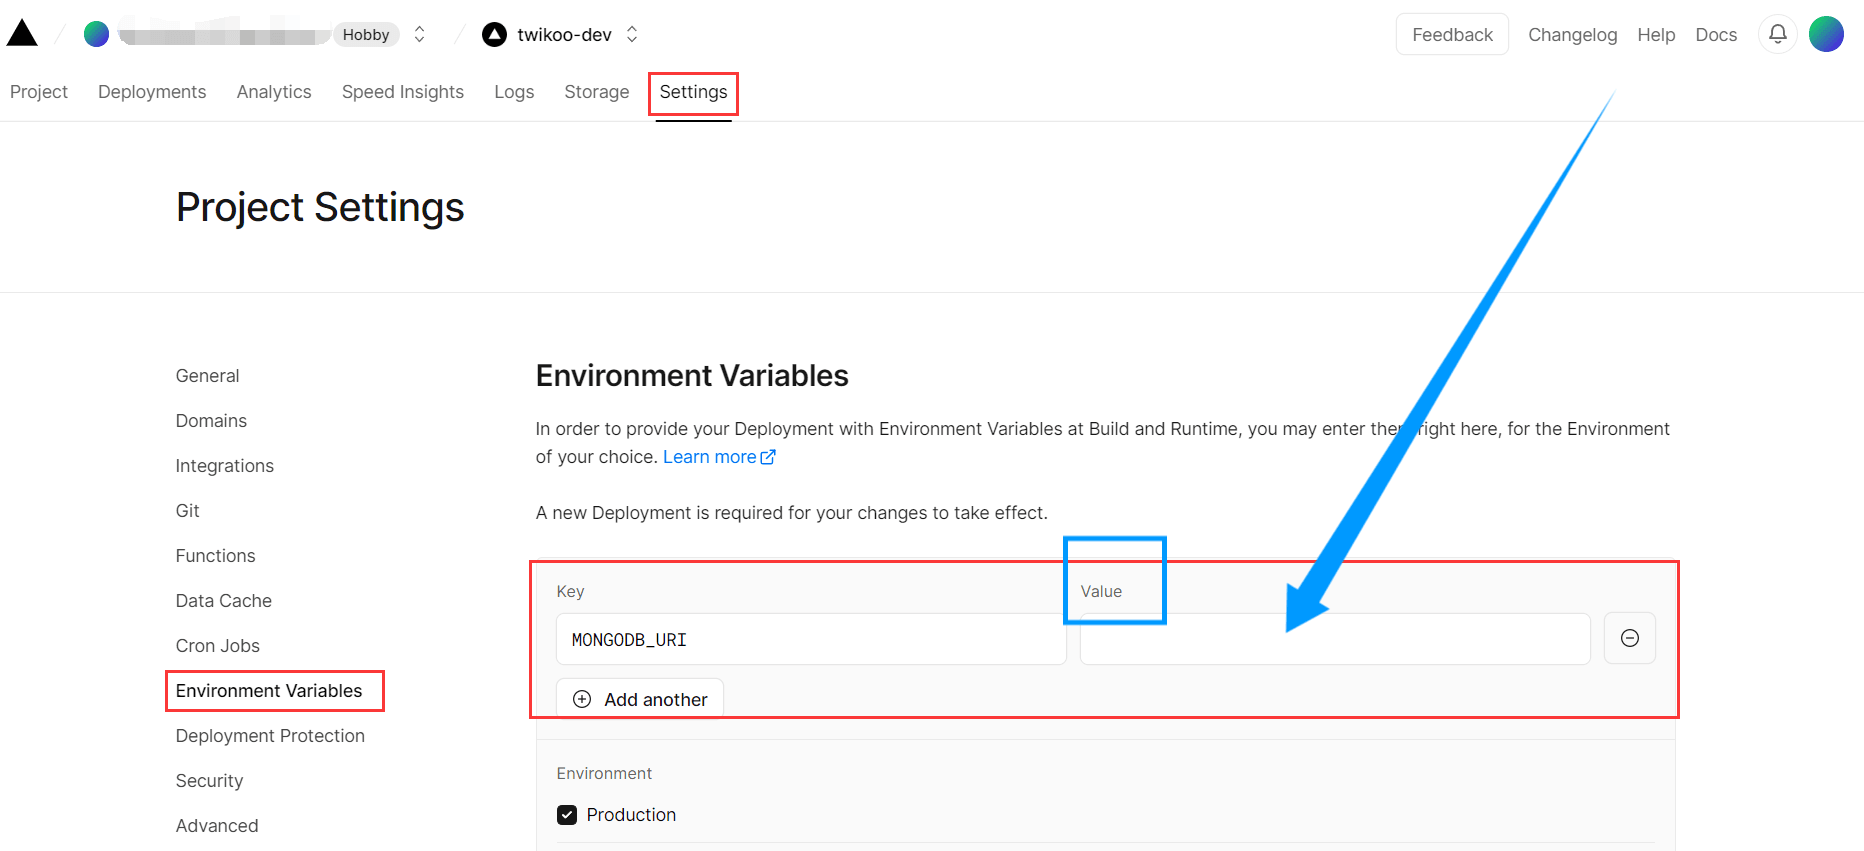 Hobby twikoo-dev Feedback Changelog Help Docs
Project Deployments Analytics Speed Insights Logs Storage Settings
Project Settings
General
Domains
Integrations
Git
Functions
Data Cache
Cron Jobs
Environment Variables
Deployment Protection
Security
Advanced
Environment Variables
In order to provide your Deployment with Environment Variables at Build and Runtime, you may enter them right here, for the Environment
of your choice. Learn more
A new Deployment is required for your changes to take effect.
Key Value
MONGODB_URI
Add another
Environment
Production